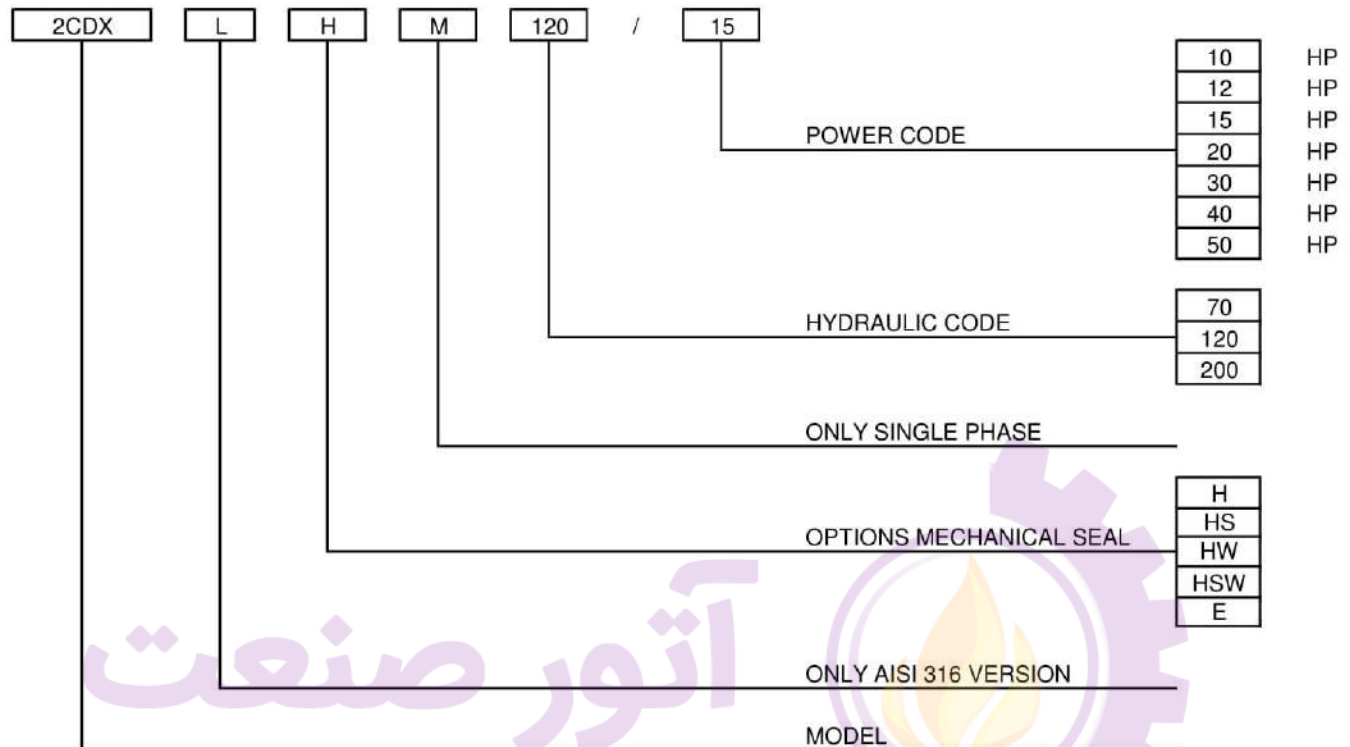 2CDX L H M 120 / 15
10 HP
12 HP
15 HP
POWER CODE
20 HP
30 HP
40 HP
50 HP
70
HYDRAULIC CODE
120
200
ONLY SINGLE PHASE
H
HS
OPTIONS MECHANICAL SEAL
HW
HSW
E
آتور صنعت
ONLY AISI 316 VERSION
MODEL